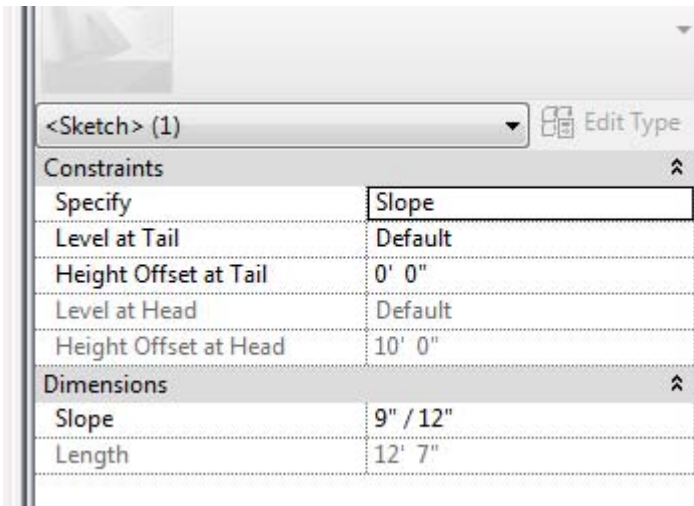 <Sketch> (1) Edit Type
Constraints
Specify Slope
Level at Tail Default
Height Offset at Tail 0' 0"
Level at Head Default
Height Offset at Head 10' 0"
Dimensions
Slope 9" / 12"
Length 12' 7"